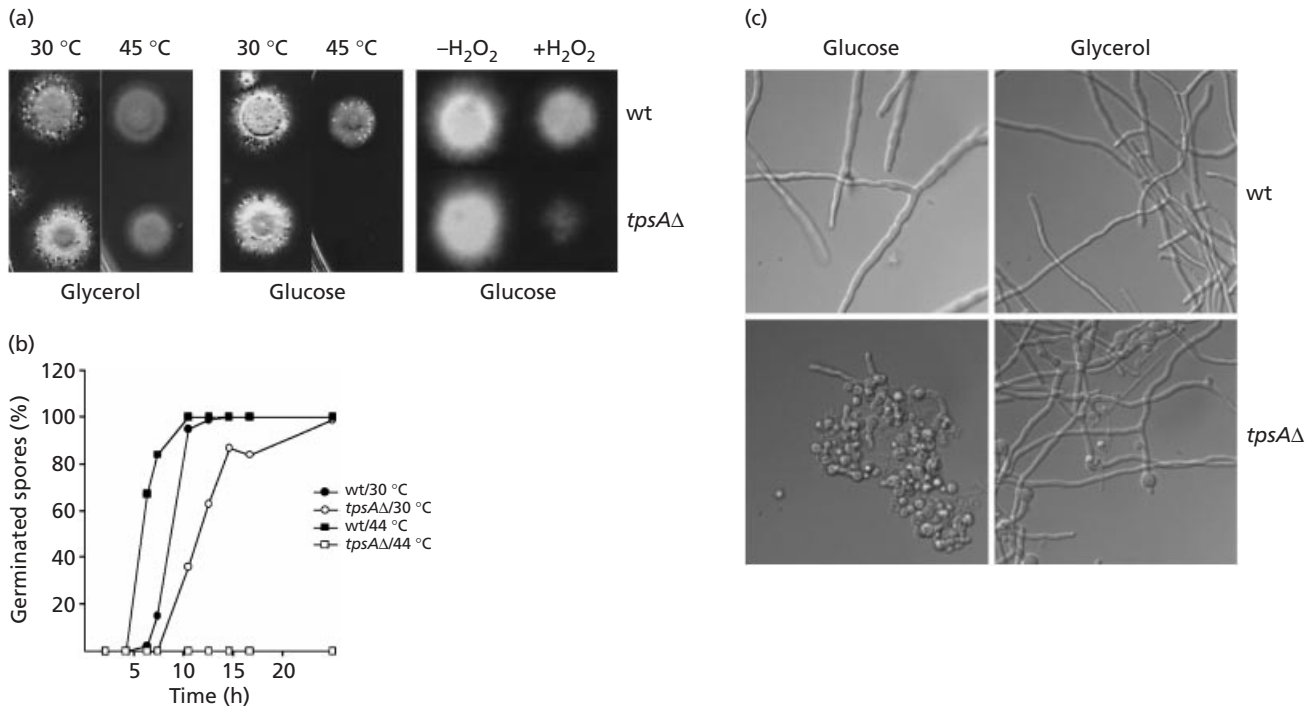 (a)
30 °C 45 °C 30 °C 45 °C –H2O2 +H2O2
wt
tpsAΔ
Glycerol Glucose Glucose
(b)
120
100
80
60
40
20
Germinated spores (%)
5 10 15 20
Time (h)
wt/30 °C
tpsAΔ/30 °C
wt/44 °C
tpsAΔ/44 °C
(c)
Glucose Glycerol
wt
tpsAΔ